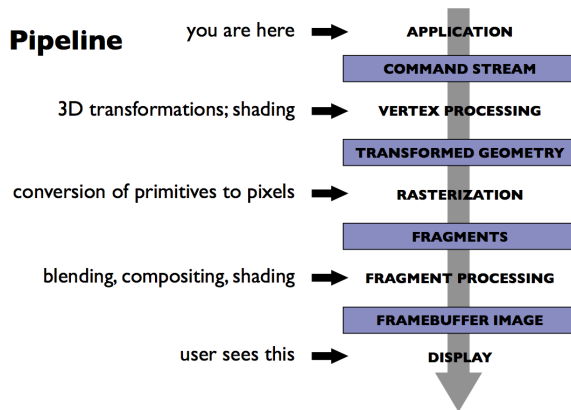 Pipeline
you are here
APPLICATION
COMMAND STREAM
3D transformations; shading
VERTEX PROCESSING
TRANSFORMED GEOMETRY
conversion of primitives to pixels
RASTERIZATION
FRAGMENTS
blending, compositing, shading
FRAGMENT PROCESSING
FRAMEBUFFER IMAGE
user sees this
DISPLAY